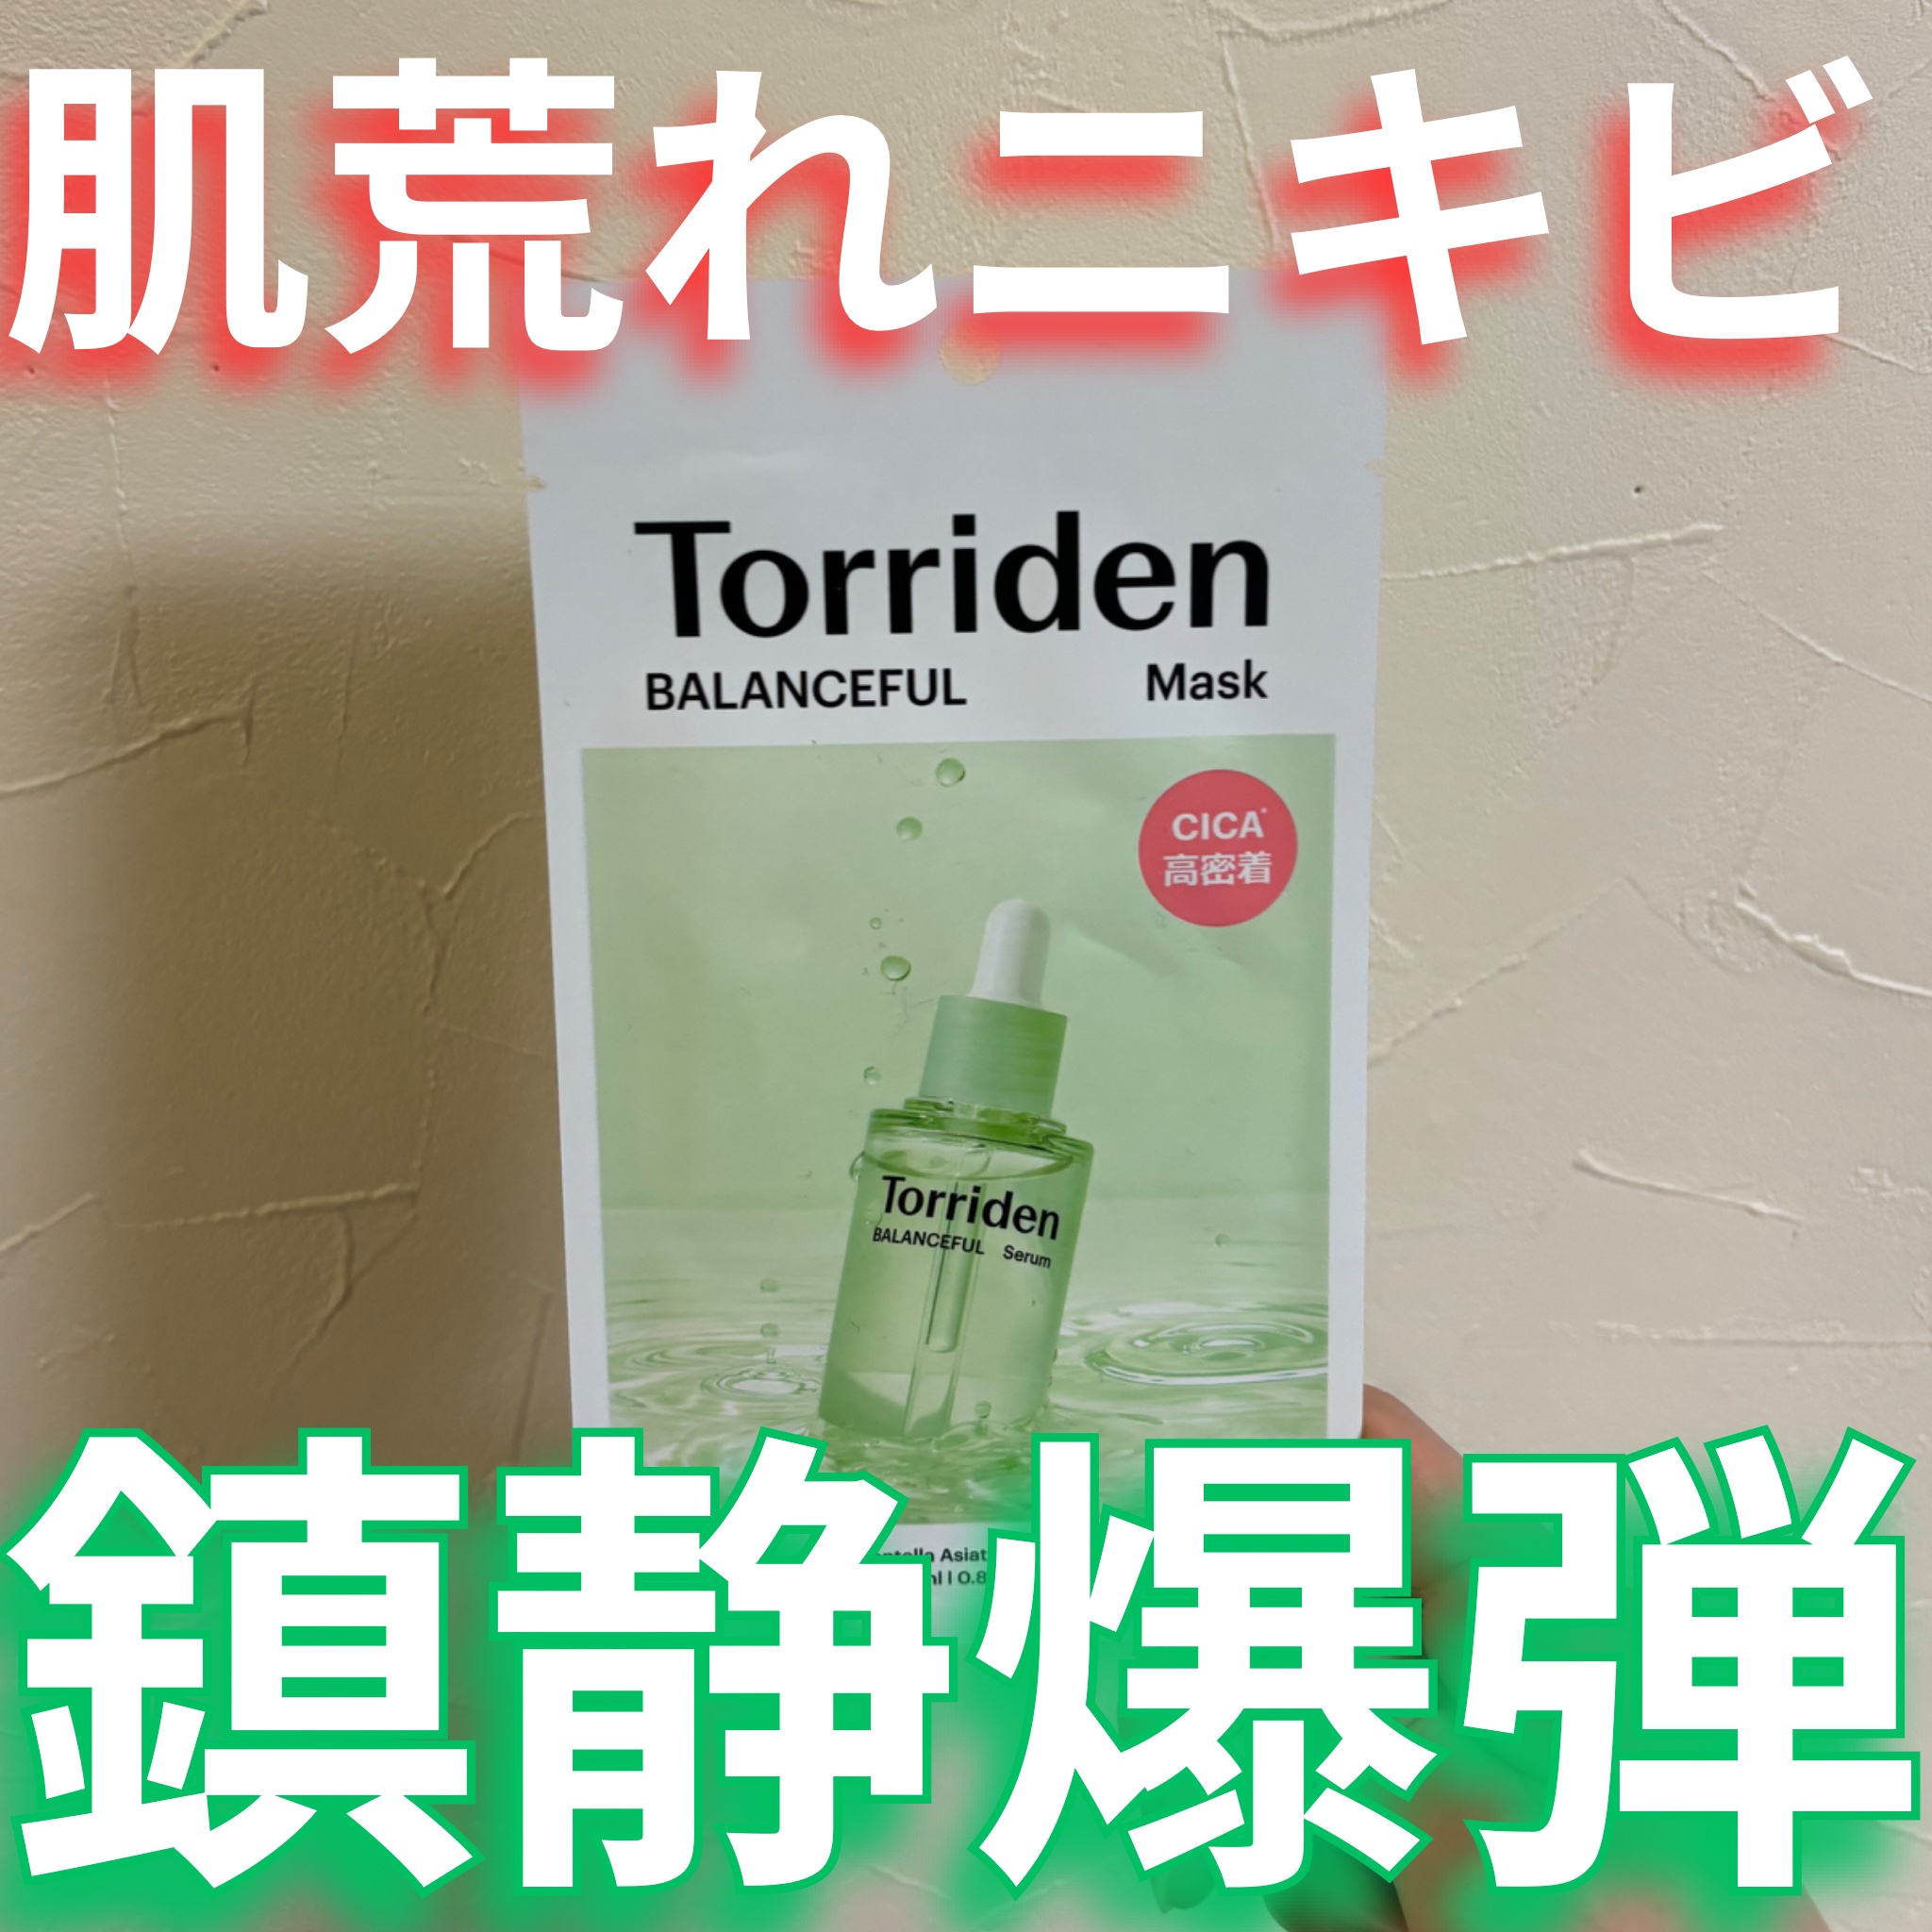 肌荒れニキビ
Torriden
BALANCEFUL Mask
CICA*
高密着
Torriden
BALANCEFUL Serum
Asiat
鎮静爆弾